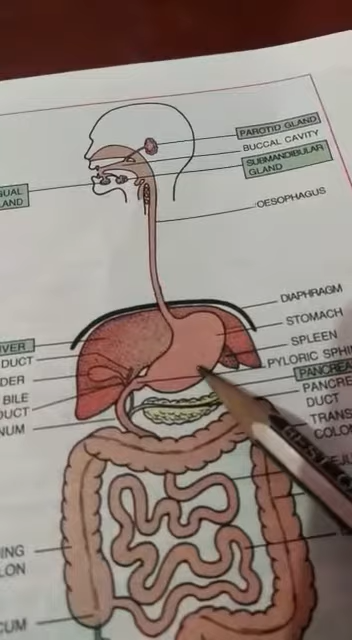 PAROTID GLAND
BUCCAL CAVITY
SUBMANDIBULAR
GLAND
GUAL
LAND
OESOPHAGUS
DIAPHRAGM
STOMACH
SPLEEN
PYLORIC SPHIN
PANCREA
PANCRE
DUCT
TRANS
COLON
IVER
DUCT
DER
BILE
DUCT
NUM
ING
LON
CUM